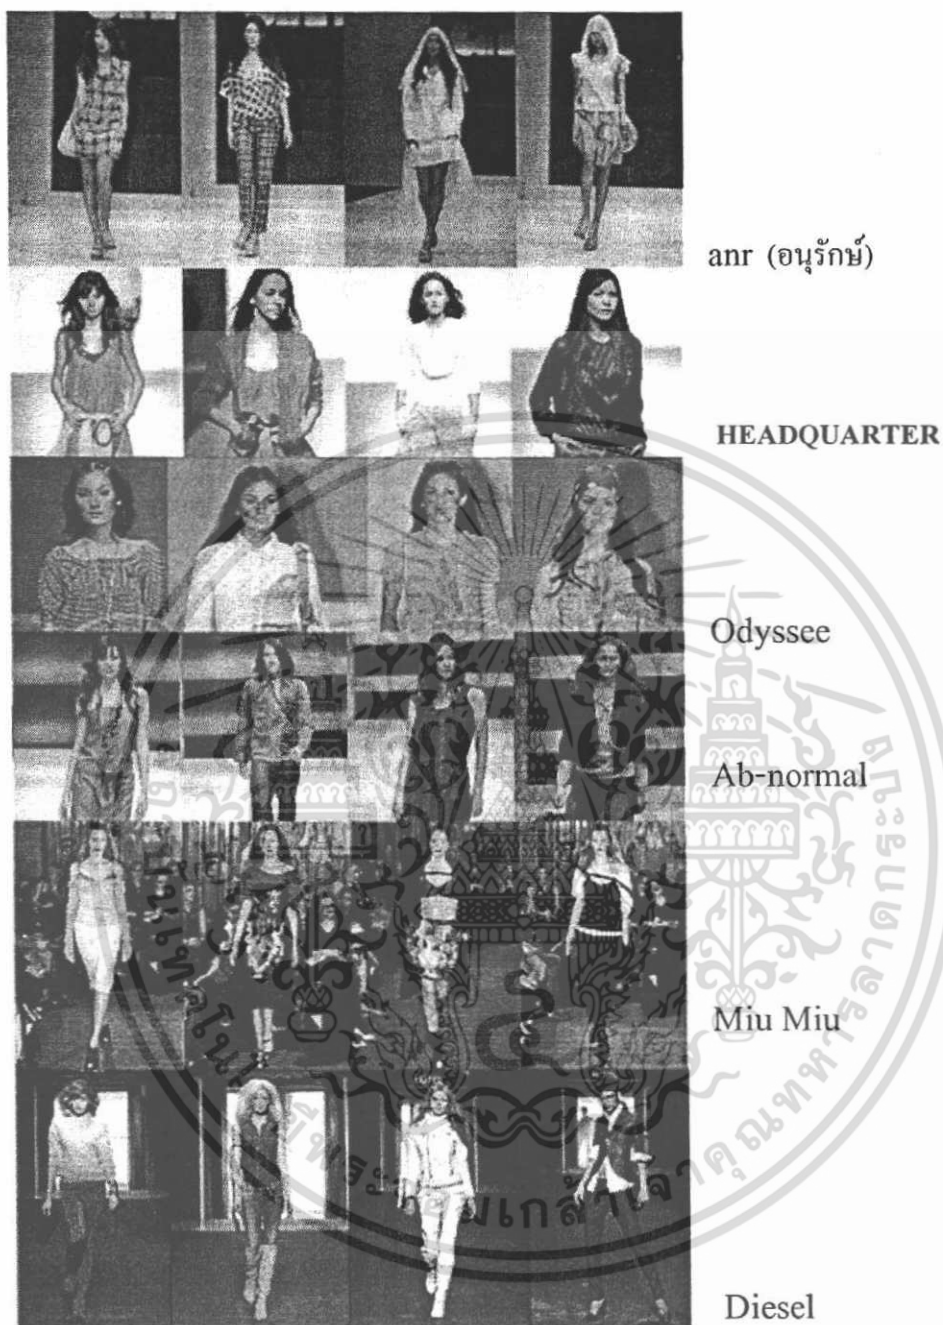 anr (อนุรักษ์)
HEADQUARTER
Odyssee
Ab-normal
Miu Miu
Diesel